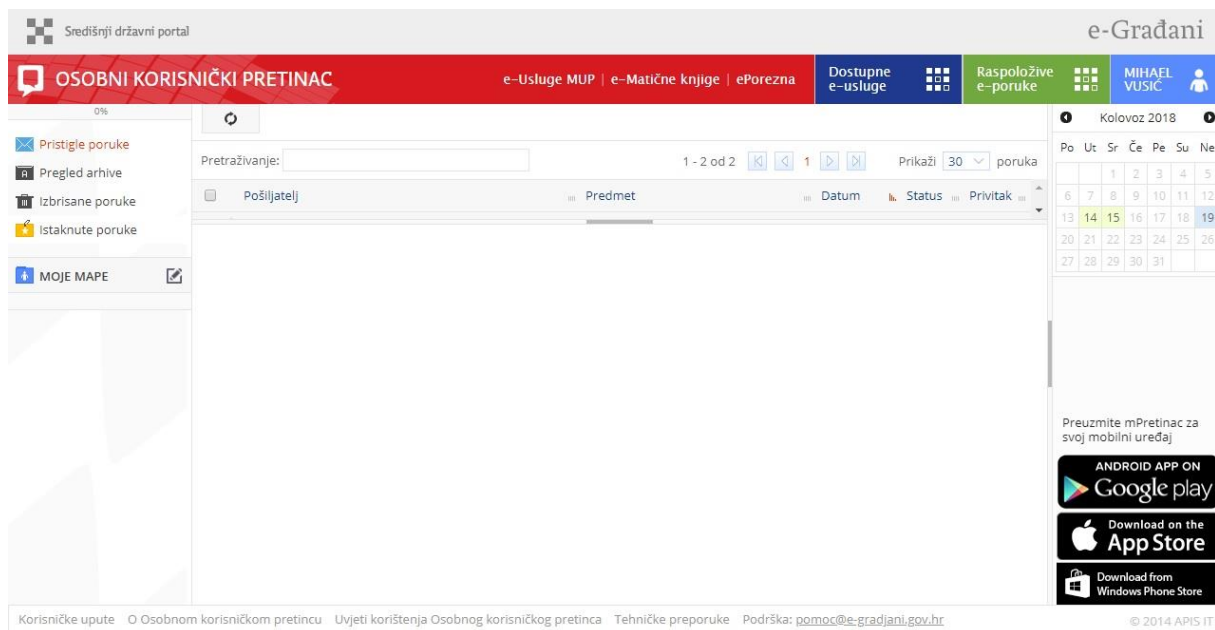 Središnji državni portal
e-Građani
OSOBNI KORISNIČKI PRETINAC
e-Usluge MUP | e-Matične knjige | ePorezna
Dostupne
e-usluge
Raspoložive
e-poruke
MIHAEL
VUSIĆ
0%
Pristigle poruke
Pregled arhive
Izbrisane poruke
Istaknute poruke
MOJE MAPE
Pretraživanje:
1 - 2 od 2 1 Prikaži 30 poruka
Pošiljatelj Predmet Datum Status Privitak
Kolovoz 2018
Po Ut Sr Če Pe Su Ne
1 2 3 4 5
6 7 8 9 10 11 12
13 14 15 16 17 18 19
20 21 22 23 24 25 26
27 28 29 30 31
Preuzmite mPretinac za
svoj mobilni uređaj
ANDROID APP ON
Google play
Download on the
App Store
Download from
Windows Phone Store
Korisničke upute O Osobnom korisničkom pretincu Uvjeti korištenja Osobnog korisničkog pretinca Tehničke preporuke Podrška: pomoc@e-gradjani.gov.hr © 2014 APIS IT